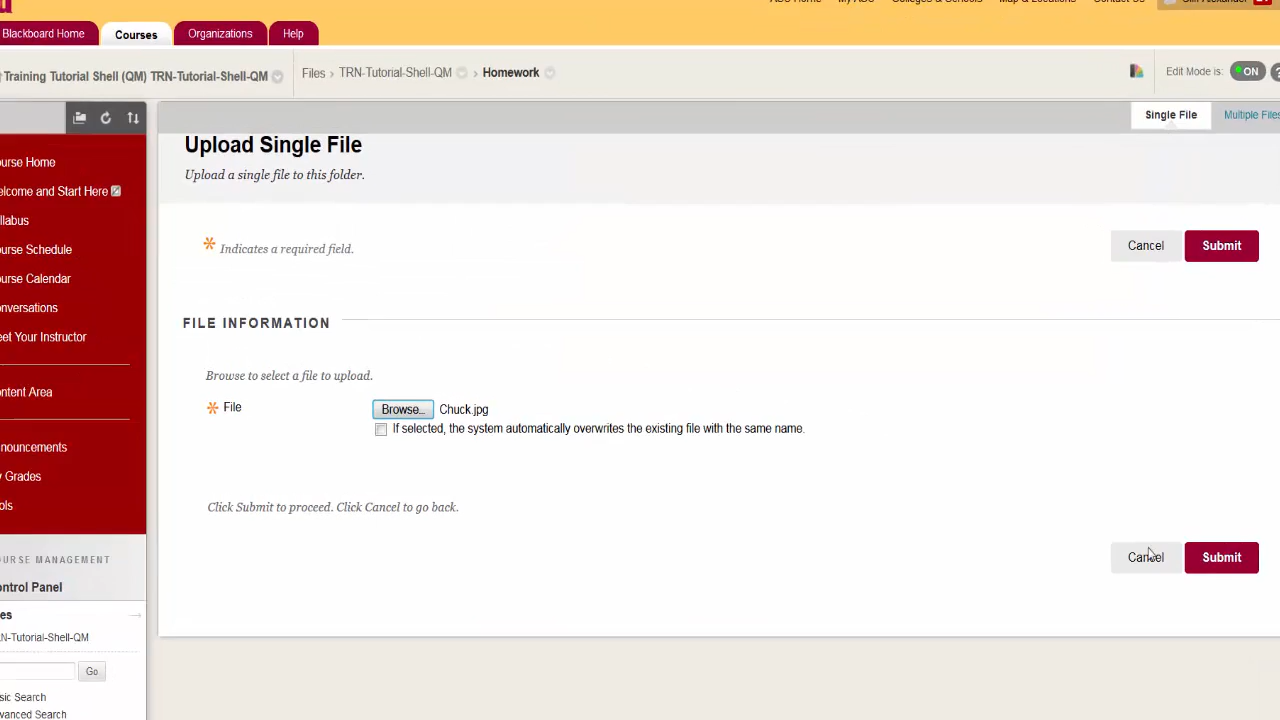 Blackboard Home Courses Organizations Help
Training Tutorial Shell (QM) TRN-Tutorial-Shell-QM Files › TRN-Tutorial-Shell-QM › Homework Edit Mode is: ON ?
Single File Multiple Files
Upload Single File
Upload a single file to this folder.
ourse Home
elcome and Start Here
llabus
ourse Schedule
ourse Calendar
onversations
eet Your Instructor
ontent Area
nouncements
y Grades
ols
OURSE MANAGEMENT
ontrol Panel
es
N-Tutorial-Shell-QM
Go
sic Search
vanced Search
* Indicates a required field.
Cancel Submit
FILE INFORMATION
Browse to select a file to upload.
* File Browse... Chuck.jpg
If selected, the system automatically overwrites the existing file with the same name.
Click Submit to proceed. Click Cancel to go back.
Cancel Submit